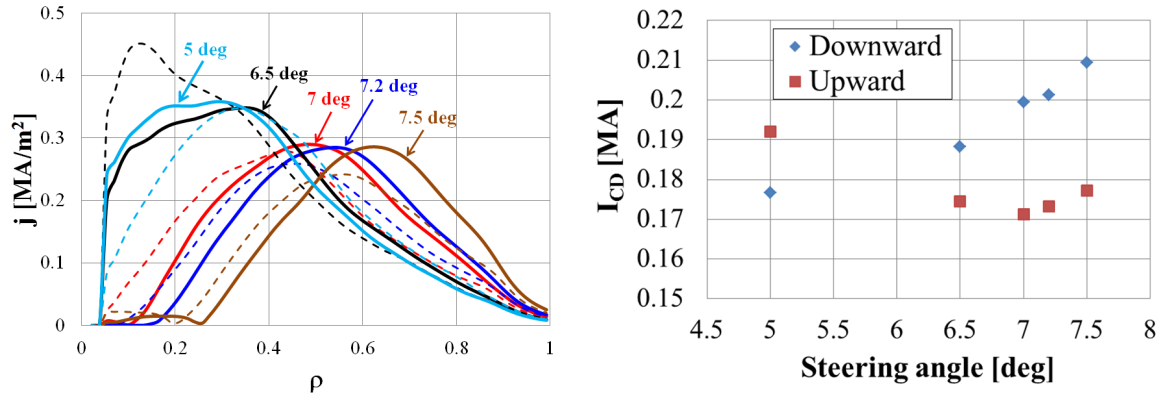 0.5
0.4
0.3
0.2
0.1
0
j [MA/m²]
5 deg
6.5 deg
7 deg
7.2 deg
7.5 deg
0 0.2 0.4 0.6 0.8 1
ρ
0.22
0.21
0.2
0.19
0.18
0.17
0.16
0.15
I_CD [MA]
Downward
Upward
4.5 5 5.5 6 6.5 7 7.5 8
Steering angle [deg]